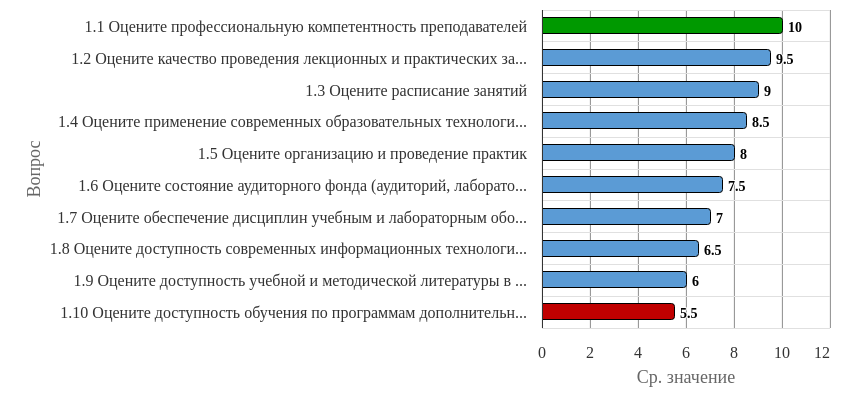 1.1 Оцените профессиональную компетентность преподавателей 10
1.2 Оцените качество проведения лекционных и практических за... 9.5
1.3 Оцените расписание занятий 9
1.4 Оцените применение современных образовательных технологи... 8.5
1.5 Оцените организацию и проведение практик 8
1.6 Оцените состояние аудиторного фонда (аудиторий, лаборато... 7.5
1.7 Оцените обеспечение дисциплин учебным и лабораторным обо... 7
1.8 Оцените доступность современных информационных технологи... 6.5
1.9 Оцените доступность учебной и методической литературы в ... 6
1.10 Оцените доступность обучения по программам дополнительн... 5.5
Вопрос
0 2 4 6 8 10 12
Ср. значение